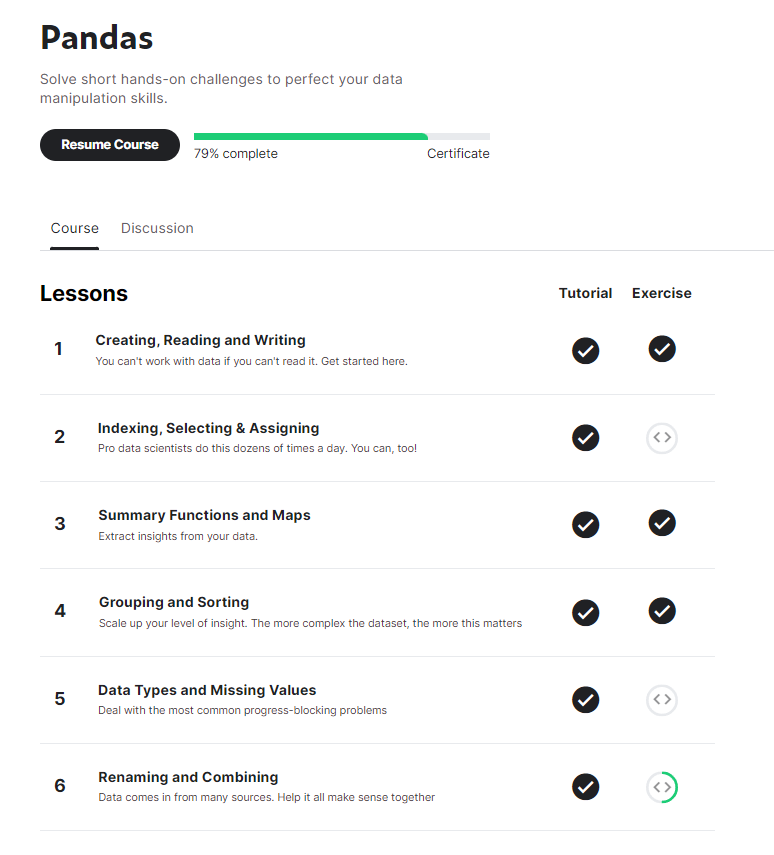 Pandas
Solve short hands-on challenges to perfect your data
manipulation skills.
Resume Course
79% complete
Certificate
Course
Discussion
Lessons
Tutorial
Exercise
1
Creating, Reading and Writing
You can't work with data if you can't read it. Get started here.
2
Indexing, Selecting & Assigning
Pro data scientists do this dozens of times a day. You can, too!
3
Summary Functions and Maps
Extract insights from your data.
4
Grouping and Sorting
Scale up your level of insight. The more complex the dataset, the more this matters
5
Data Types and Missing Values
Deal with the most common progress-blocking problems
6
Renaming and Combining
Data comes in from many sources. Help it all make sense together